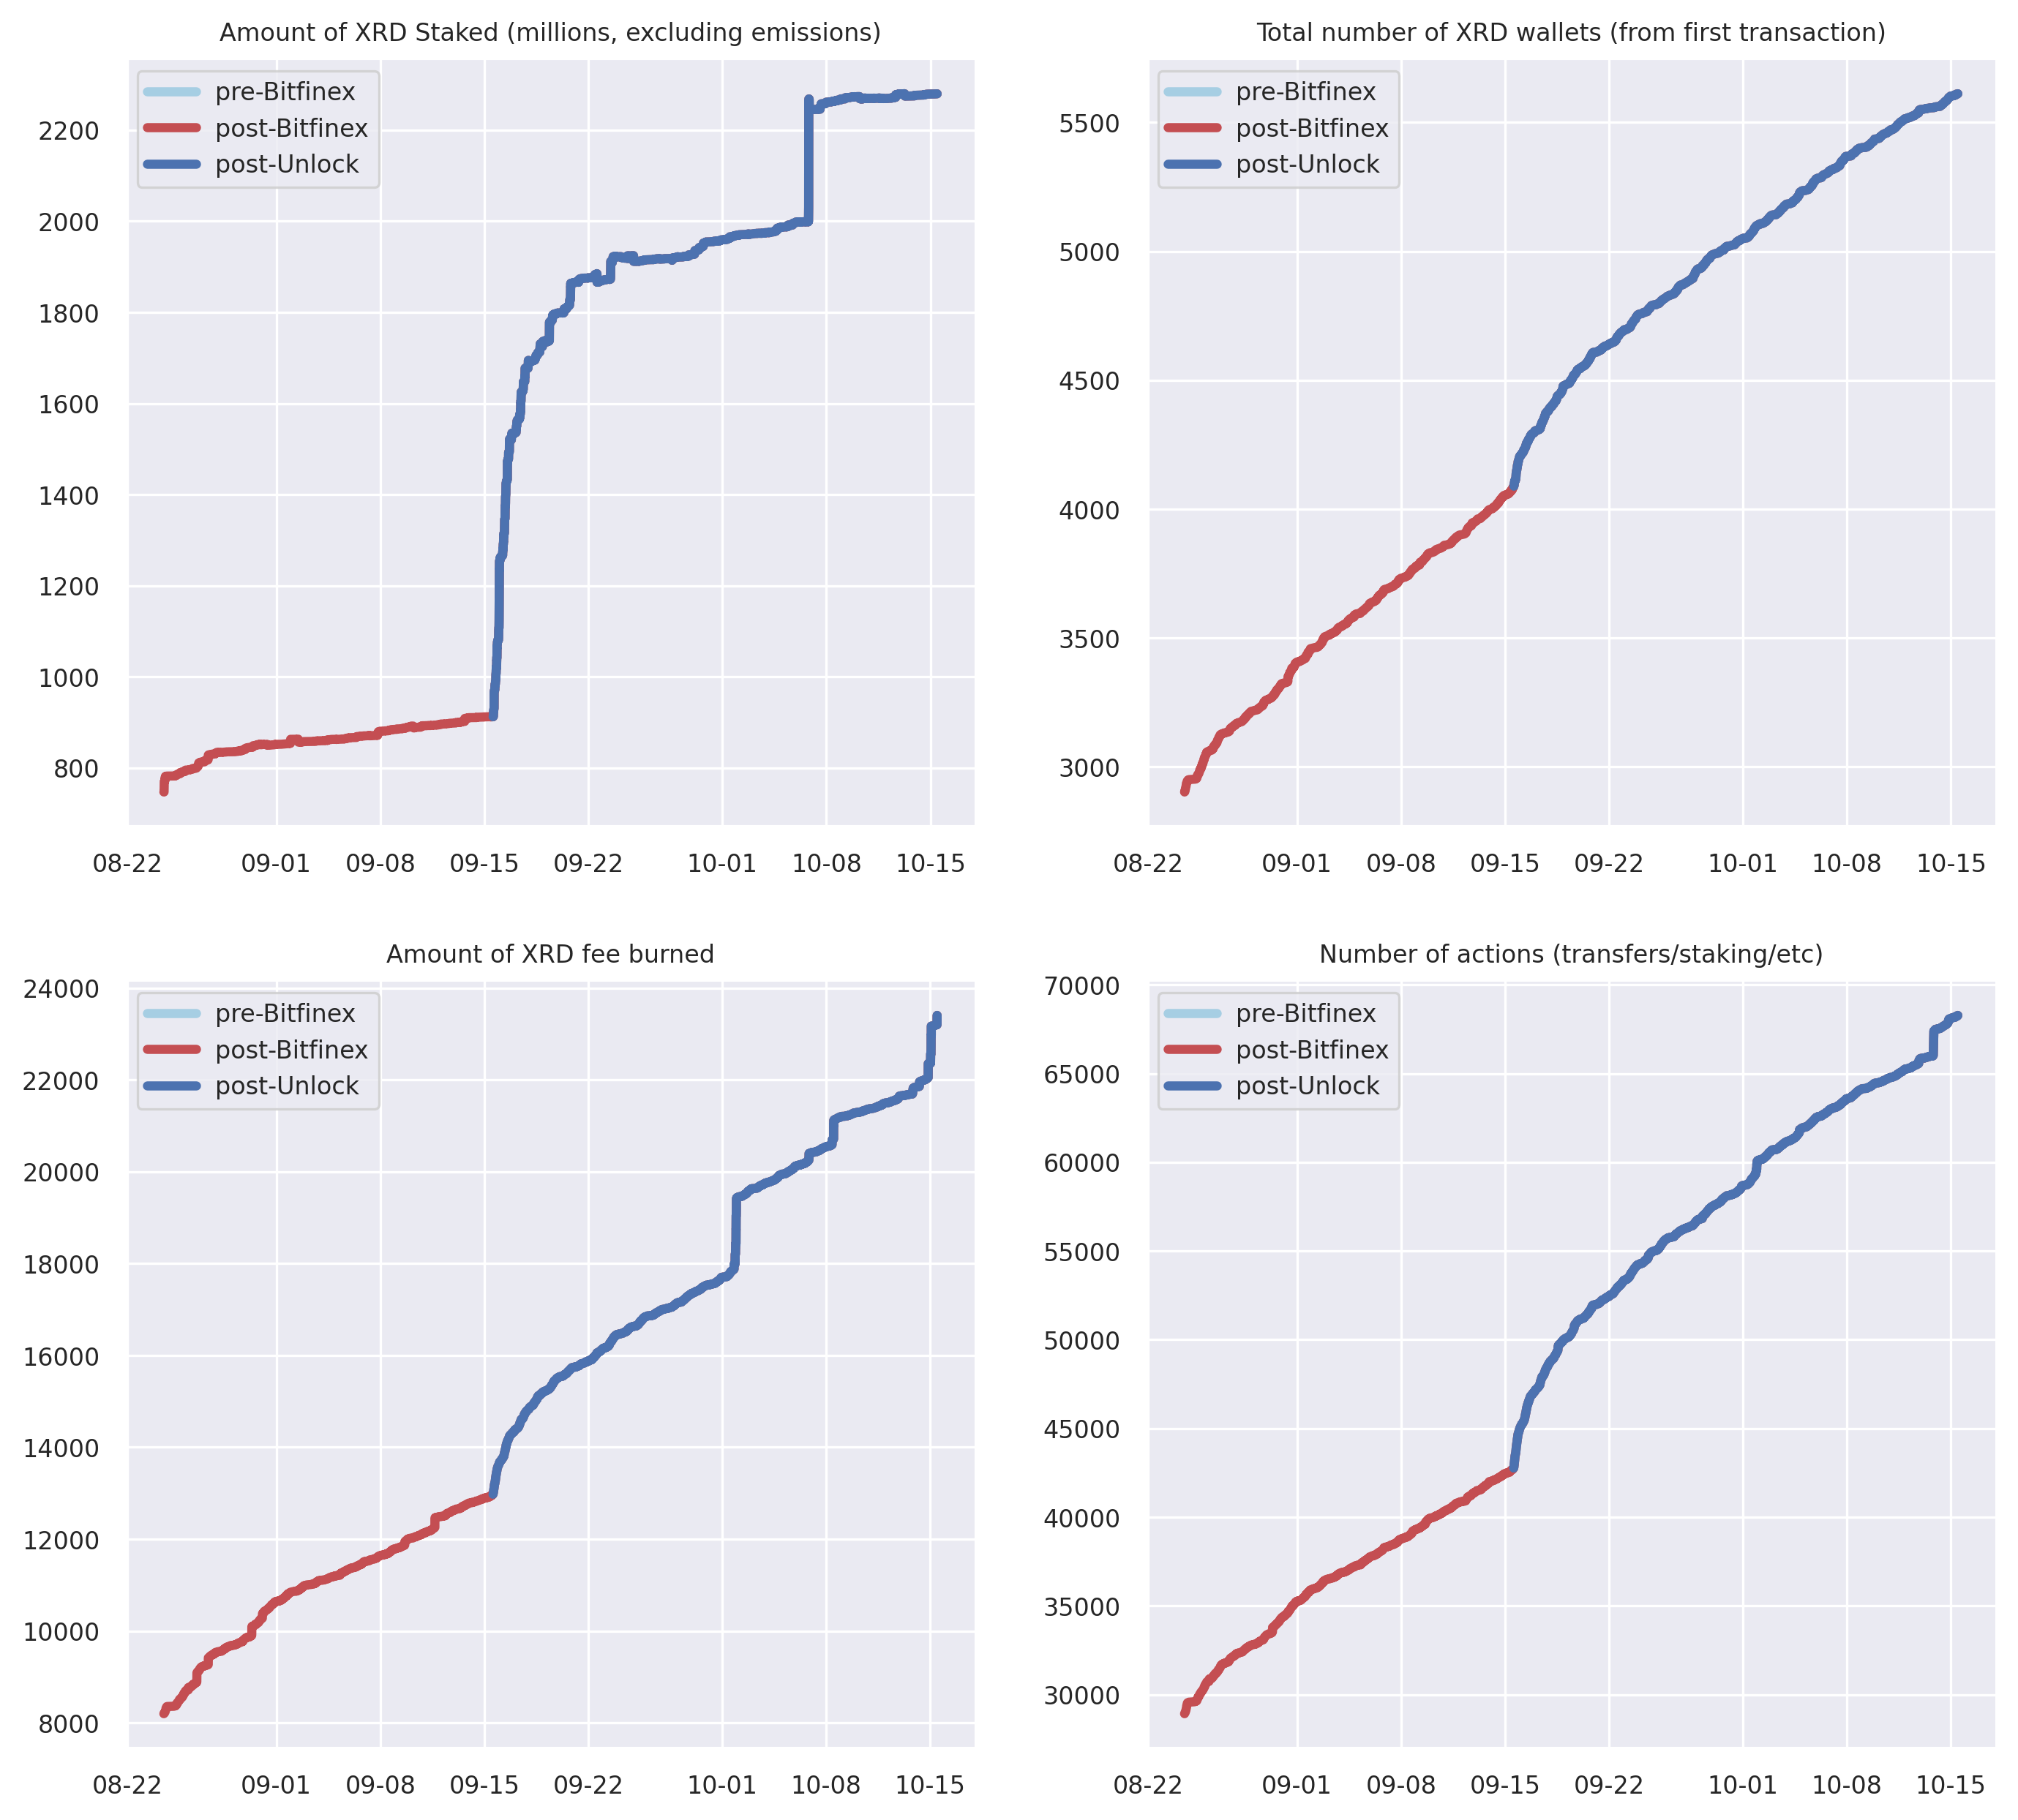 Amount of XRD Staked (millions, excluding emissions)
pre-Bitfinex
post-Bitfinex
post-Unlock
2200
2000
1800
1600
1400
1200
1000
800
08-22 09-01 09-08 09-15 09-22 10-01 10-08 10-15
Total number of XRD wallets (from first transaction)
pre-Bitfinex
post-Bitfinex
post-Unlock
5500
5000
4500
4000
3500
3000
08-22 09-01 09-08 09-15 09-22 10-01 10-08 10-15
Amount of XRD fee burned
pre-Bitfinex
post-Bitfinex
post-Unlock
24000
22000
20000
18000
16000
14000
12000
10000
8000
08-22 09-01 09-08 09-15 09-22 10-01 10-08 10-15
Number of actions (transfers/staking/etc)
pre-Bitfinex
post-Bitfinex
post-Unlock
70000
65000
60000
55000
50000
45000
40000
35000
30000
08-22 09-01 09-08 09-15 09-22 10-01 10-08 10-15